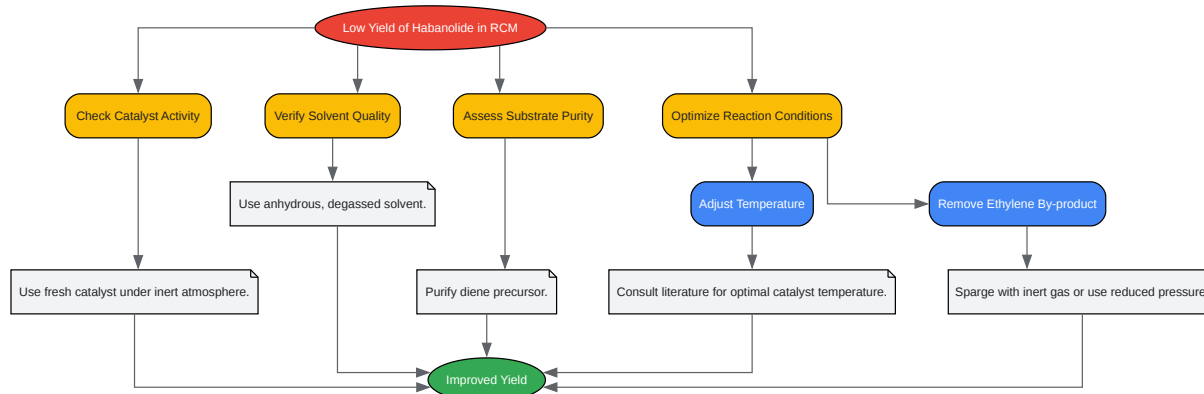 Low Yield of Habanolide in RCM
Check Catalyst Activity
Verify Solvent Quality
Assess Substrate Purity
Optimize Reaction Conditions
Use anhydrous, degassed solvent.
Adjust Temperature
Remove Ethylene By-product
Use fresh catalyst under inert atmosphere.
Purify diene precursor.
Consult literature for optimal catalyst temperature.
Sparge with inert gas or use reduced pressure
Improved Yield